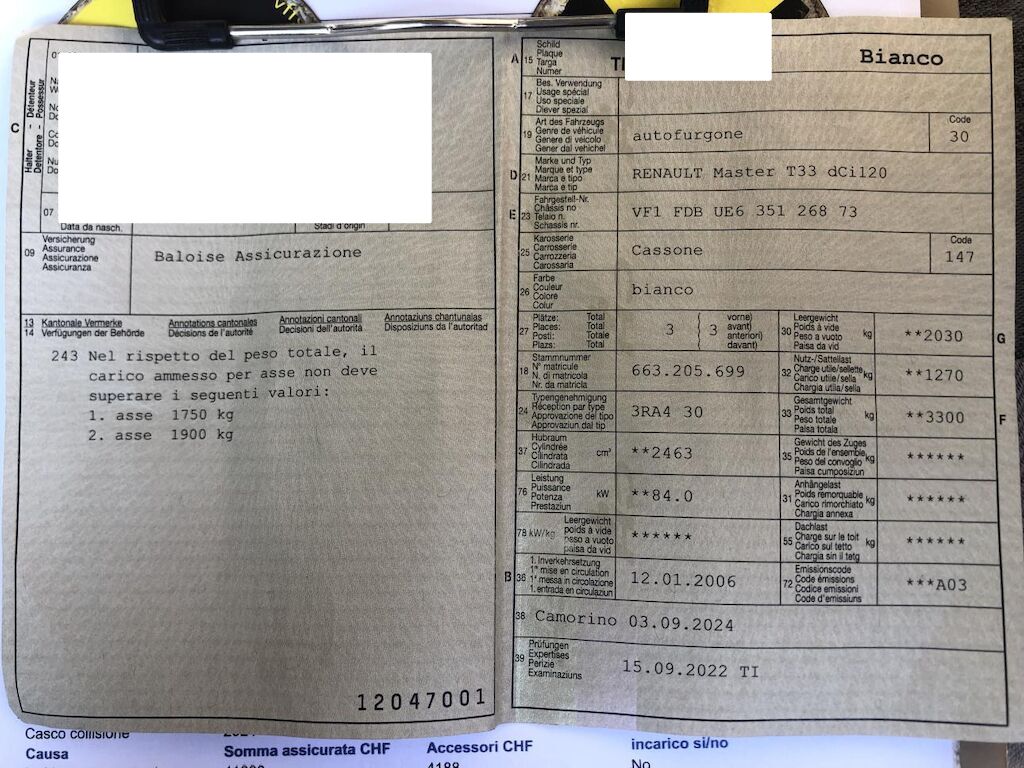 vfi
C
Halter - Détenteur
Detentore - Possessur
07
Data da nasch.
Stadi d'origin
09
Versicherung
Assurance
Assicurazione
Assicuranza
Baloise Assicurazione
13
14
Kantonale Vermerke
Verfügungen der Behörde
Annotations cantonales
Décisions de l'autorité
Annotazioni cantonali
Decisioni dell'autorità
Annotaziuns chantunalas
Disposiziuns da l'autoritad
243 Nel rispetto del peso totale, il
carico ammesso per asse non deve
superare i seguenti valori:
1. asse 1750 kg
2. asse 1900 kg
12047001
A
15
Schild
Plaque
Targa
Numer
Bianco
17
Bes. Verwendung
Usage spécial
Uso speciale
Diever spezial
19
Art des Fahrzeugs
Genre de véhicule
Genere di veicolo
Gener dal vehichel
autofurgone
Code
30
D
21
Marke und Typ
Marque et type
Marca e tipo
Marca e tip
RENAULT Master T33 dCi120
E
23
Fahrgestell-Nr.
Châssis no
Telaio n.
Schassis nr.
VF1 FDB UE6 351 268 73
25
Karosserie
Carrosserie
Carrozzeria
Carossaria
Cassone
Code
147
26
Farbe
Couleur
Colore
Colur
bianco
27
Plätze: Total
Places: Total
Posti: Totale
Plazs: Total
3
{ 3
vorne)
avant)
anteriori)
davant)
30
Leergewicht
Poids à vide
Peso a vuoto
Paisa da vid
kg
**2030
G
18
Stammnummer
N° matricule
N. di matricola
Nr. da matricla
663.205.699
32
Nutz-/Sattellast
Charge utile/sellette
Carico utile/sella
Chargia utila/sella
kg
**1270
24
Typengenehmigung
Réception par type
Approvazione del tipo
Approvaziun dal tip
3RA4 30
33
Gesamtgewicht
Poids total
Peso totale
Paisa totala
kg
**3300
F
37
Hubraum
Cylindrée
Cilindrata
Cilindrada
cm³
**2463
35
Gewicht des Zuges
Poids de l'ensemble
Peso del convoglio
Paisa cumposiziun
kg
******
76
Leistung
Puissance
Potenza
Prestaziun
kW
**84.0
31
Anhängelast
Poids remorquable
Carico rimorchiato
Chargia annexa
kg
******
78 kW/kg
Leergewicht
poids à vide
peso a vuoto
paisa da vid
******
55
Dachlast
Charge sur le toit
Carico sul tetto
Chargia sin il tetg
kg
******
B
36
1. Inverkehrsetzung
1re mise en circulation
1a messa in circolazione
1. entrada en circulaziun
12.01.2006
72
Emissionscode
Code émissions
Codice emissioni
Code d'emissiuns
***A03
38
Camorino 03.09.2024
39
Prüfungen
Expertises
Perizie
Examinaziuns
15.09.2022 TI
Casco collisione
Causa
Somma assicurata CHF
Accessori CHF
4188
incarico si/no
No